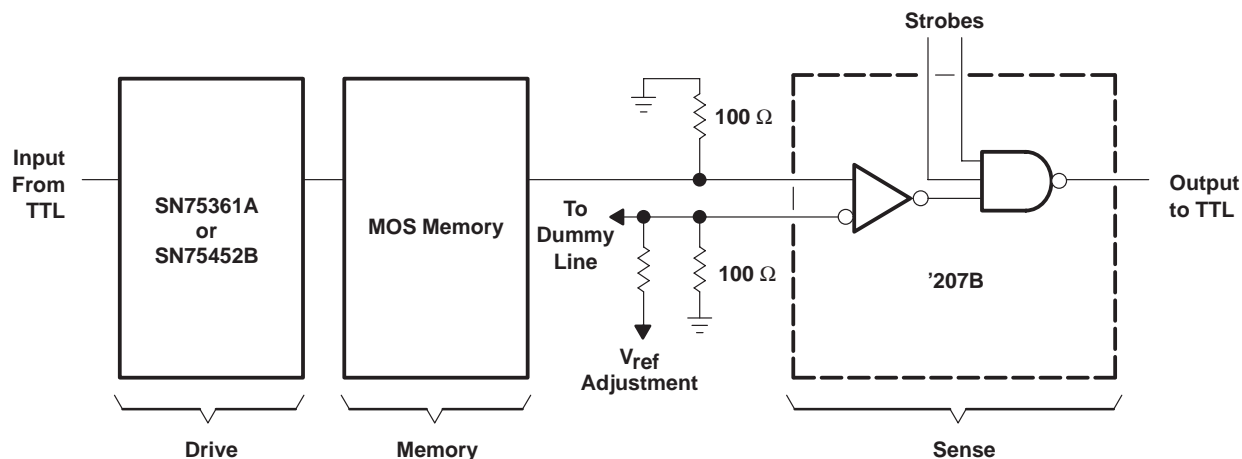 Strobes
Input
From
TTL
SN75361A
or
SN75452B
MOS Memory
100 Ω
To
Dummy
Line
100 Ω
Vref
Adjustment
’207B
Output
to TTL
Drive
Memory
Sense